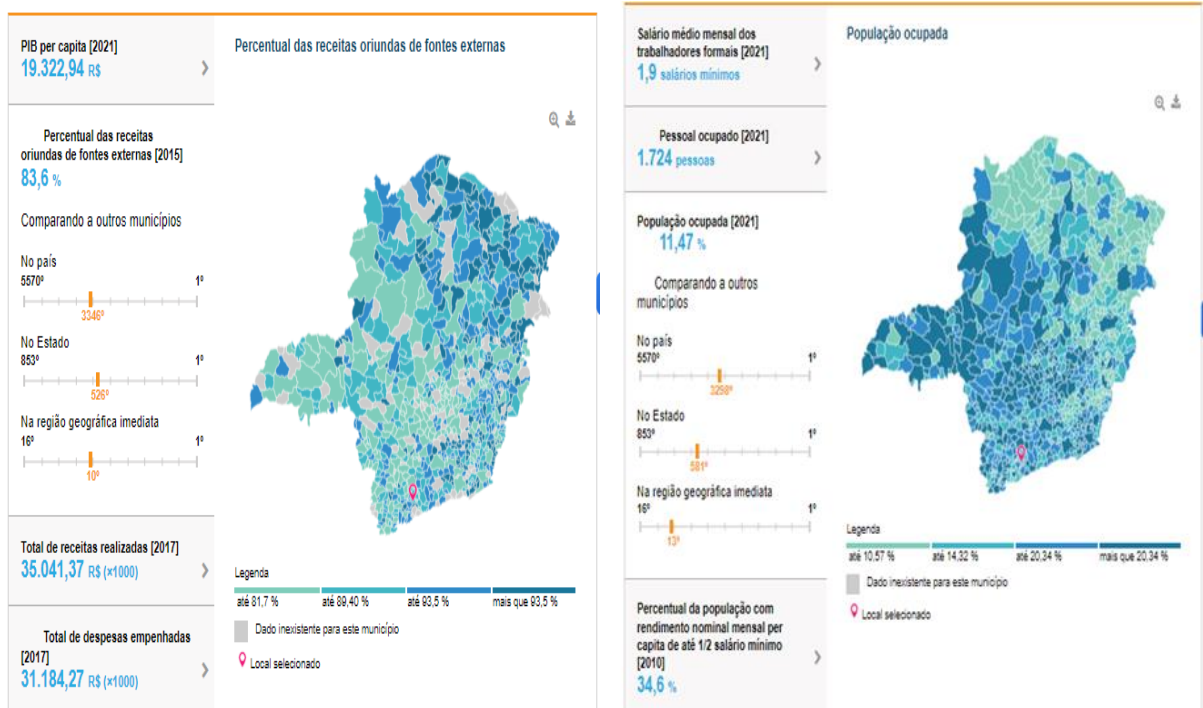 PIB per capita [2021]
19.322,94 R$
Percentual das receitas
oriundas de fontes externas [2015]
83,6 %
Comparando a outros municípios
No país
5570º 1º
3346º
No Estado
853º 1º
526º
Na região geográfica imediata
16º 1º
10º
Total de receitas realizadas [2017]
35.041,37 R$ (×1000)
Total de despesas empenhadas
[2017]
31.184,27 R$ (×1000)
Percentual das receitas oriundas de fontes externas
Legenda
até 81,7 % até 89,40 % até 93,5 % mais que 93,5 %
Dado inexistente para este município
Local selecionado
Salário médio mensal dos
trabalhadores formais [2021]
1,9 salários mínimos
Pessoal ocupado [2021]
1.724 pessoas
População ocupada [2021]
11,47 %
Comparando a outros
municípios
No país
5570º 1º
3258º
No Estado
853º 1º
581º
Na região geográfica imediata
16º 1º
13º
Percentual da população com
rendimento nominal mensal per
capita de até 1/2 salário mínimo
[2010]
34,6 %
População ocupada
Legenda
até 10,57 % até 14,32 % até 20,34 % mais que 20,34 %
Dado inexistente para este município
Local selecionado